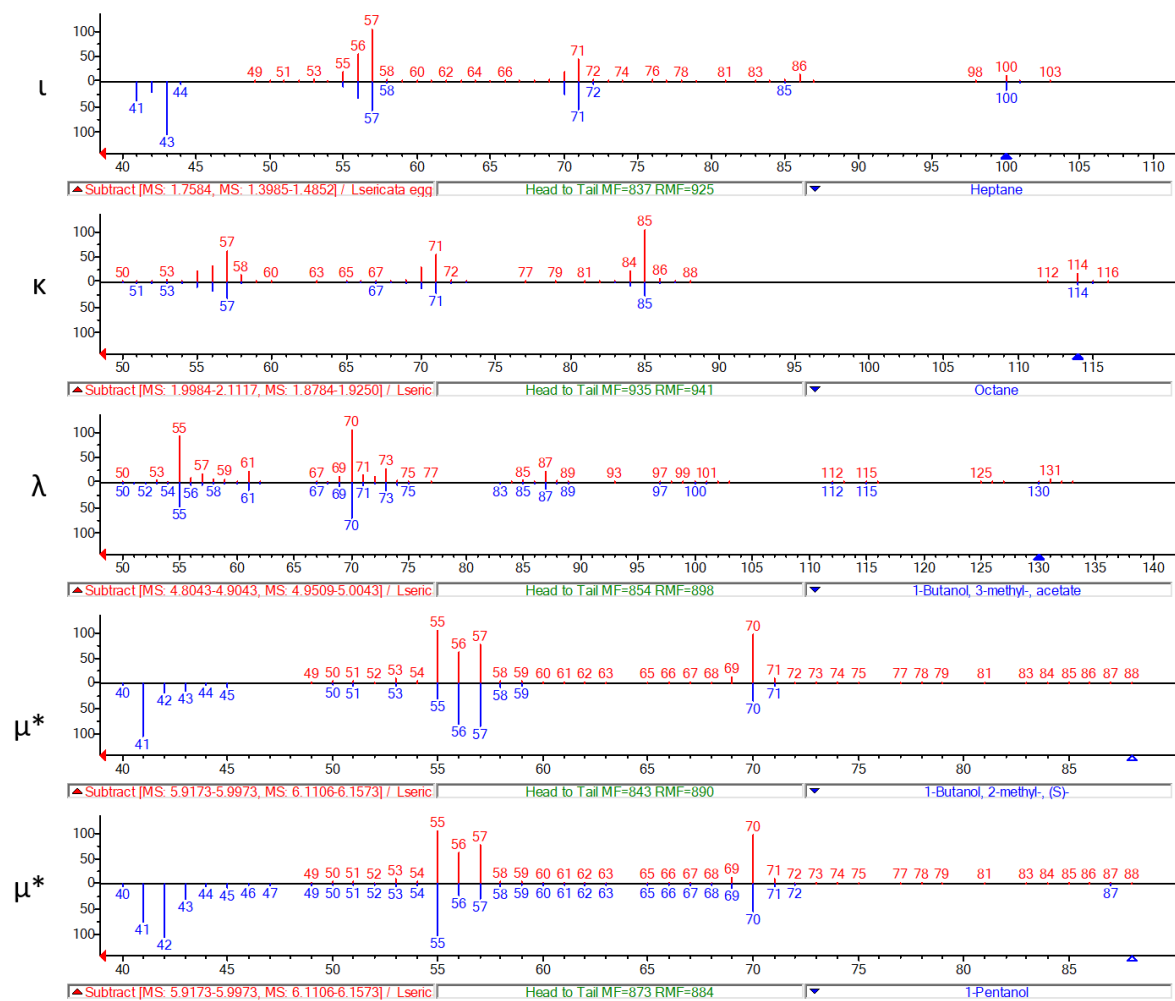 100
57
50
56
71
55
49 51 53 58 60 62 64 66 72 74 76 78 81 83 86 98 100 103
0
ι
44 58 72 85 100
41
50
57 71
100
43
40 45 50 55 60 65 70 75 80 85 90 95 100 105 110
Subtract [MS: 1.7584, MS: 1.3985-1.4852] / Lsericata egg Head to Tail MF=837 RMF=925 Heptane
100
85
57 71
50
84
50 53 58 60 63 65 67 72 77 79 81 86 88 112 114 116
0
κ
51 53 67 114
57 71 85
50
100
50 55 60 65 70 75 80 85 90 95 100 105 110 115
Subtract [MS: 1.9984-2.1117, MS: 1.8784-1.9250] / Lseric Head to Tail MF=935 RMF=941 Octane
100
55 70
50
50 53 57 59 61 67 69 71 73 75 77 85 87 89 93 97 99 101 112 115 125 131
0
λ
50 52 54 56 58 61 67 69 71 73 75 83 85 87 89 97 100 112 115 130
55
50
70
100
50 55 60 65 70 75 80 85 90 95 100 105 110 115 120 125 130 135 140
Subtract [MS: 4.8043-4.9043, MS: 4.9509-5.0043] / Lseric Head to Tail MF=854 RMF=898 1-Butanol, 3-methyl-, acetate
100
55 56 57 70
50
49 50 51 52 53 54 58 59 60 61 62 63 65 66 67 68 69 71 72 73 74 75 77 78 79 81 83 84 85 86 87 88
0
40 42 43 44 45 50 51 53 58 59 71
μ*
55 70
50
56 57
100
41
40 45 50 55 60 65 70 75 80 85
Subtract [MS: 5.9173-5.9973, MS: 6.1106-6.1573] / Lseric Head to Tail MF=843 RMF=890 1-Butanol, 2-methyl-, (S)-
100
55 56 57 70
50
49 50 51 52 53 54 58 59 60 61 62 63 65 66 67 68 69 71 72 73 74 75 77 78 79 81 83 84 85 86 87 88
0
40 43 44 45 46 47 49 50 51 52 53 54 56 57 58 59 60 61 62 63 65 66 67 68 69 71 72 87
μ*
41 70
50
42 55
100
40 45 50 55 60 65 70 75 80 85
Subtract [MS: 5.9173-5.9973, MS: 6.1106-6.1573] / Lseric Head to Tail MF=873 RMF=884 1-Pentanol